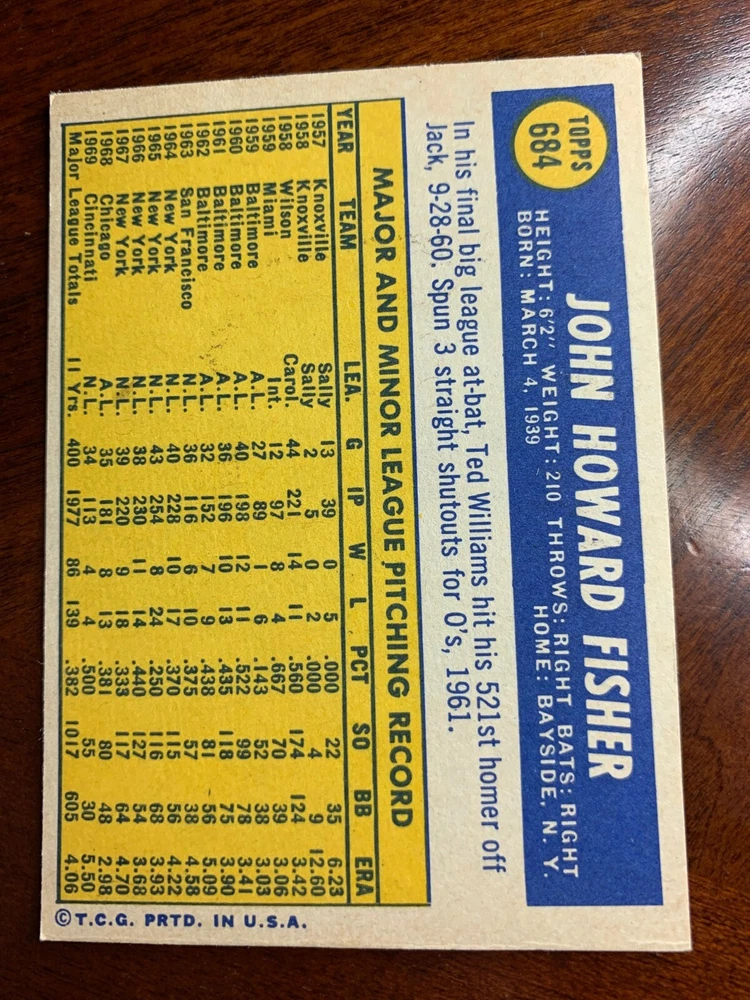 TOPPS
684
JOHN HOWARD FISHER
HEIGHT: 6'2" WEIGHT: 210 THROWS: RIGHT BATS: RIGHT
BORN: MARCH 4, 1939 HOME: BAYSIDE, N. Y.
In his final big league at-bat, Ted Williams hit his 521st homer off
Jack, 9-28-60. Spun 3 straight shutouts for O's, 1961.
MAJOR AND MINOR LEAGUE PITCHING RECORD
YEAR TEAM LEA. G IP W L PCT SO BB ERA
1957 Knoxville Sally 13 39 0 5 .000 22 35 6.23
1958 Knoxville Sally 2 5 0 2 .000 4 9 12.60
1958 Wilson Carol. 44 221 14 11 .560 174 124 3.42
1959 Miami Int. 12 97 8 4 .667 70 39 3.06
1959 Baltimore A.L. 27 89 1 6 .143 52 38 3.03
1960 Baltimore A.L. 40 198 12 11 .522 99 78 3.41
1961 Baltimore A.L. 36 196 10 13 .435 118 75 3.90
1962 Baltimore A.L. 32 152 7 9 .438 81 56 5.09
1963 San Francisco N.L. 36 116 6 10 .375 57 38 4.58
1964 New York N.L. 40 228 10 17 .370 115 56 4.22
1965 New York N.L. 43 254 8 24 .250 116 68 3.93
1966 New York N.L. 38 230 11 14 .440 127 54 3.68
1967 New York N.L. 39 220 9 18 .333 117 64 4.70
1968 Chicago A.L. 35 181 8 13 .381 80 48 2.98
1969 Cincinnati N.L. 34 113 4 4 .500 55 30 5.50
Major League Totals 11 Yrs. 400 1977 86 139 .382 1017 605 4.06
©T.C.G. PRTD. IN U.S.A.